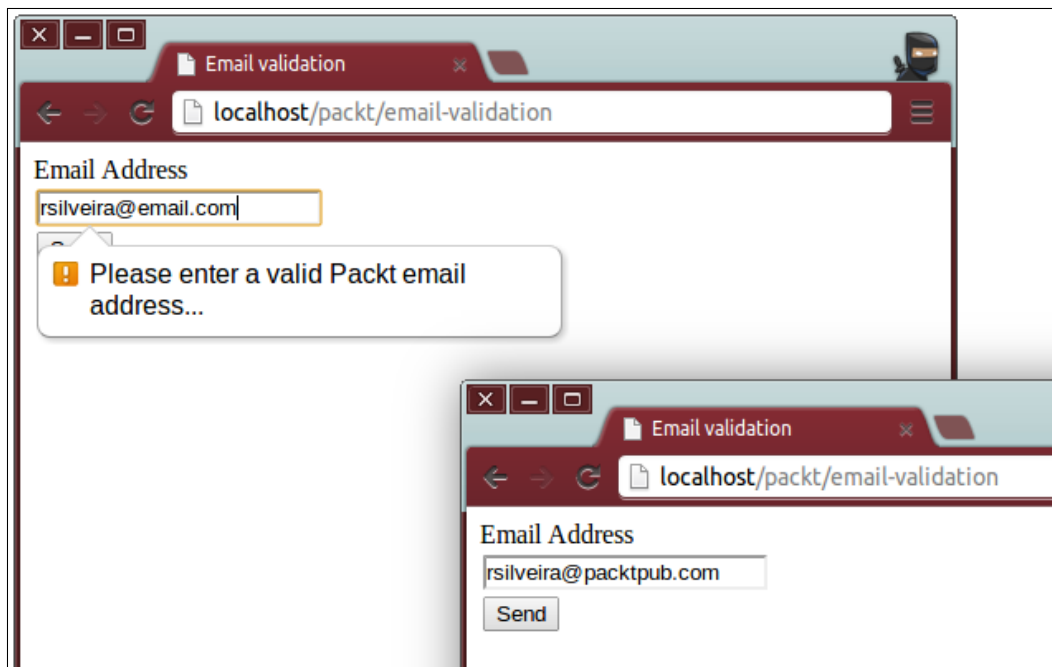 Email validation
localhost/packt/email-validation
Email Address
rsilveira@email.com
Please enter a valid Packt email
address...
Email validation
localhost/packt/email-validation
Email Address
rsilveira@packtpub.com
Send